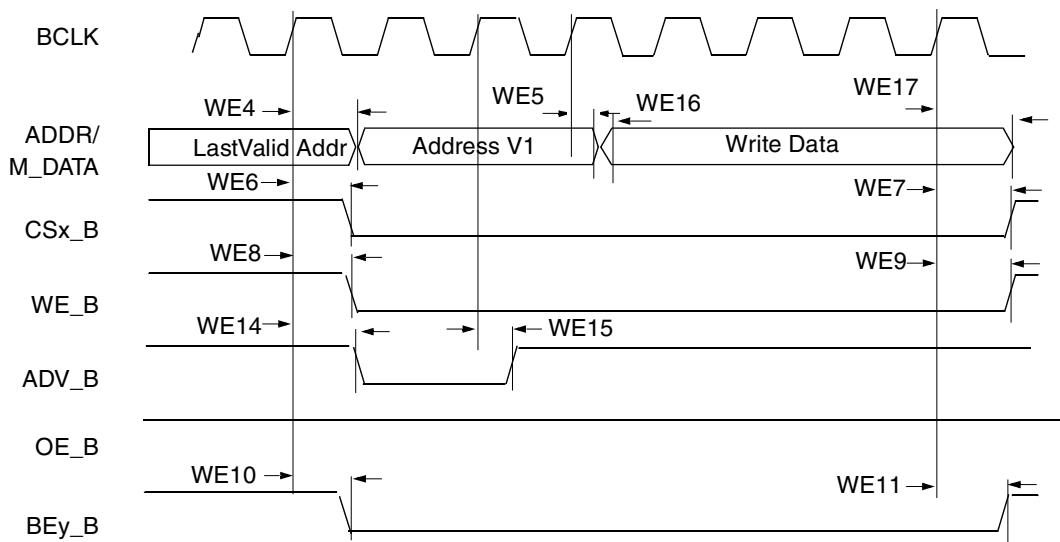 BCLK
WE4
WE5
WE16
WE17
ADDR/
M_DATA
LastValid Addr
Address V1
Write Data
WE6
WE7
CSx_B
WE8
WE9
WE_B
WE14
WE15
ADV_B
OE_B
WE10
WE11
BEy_B